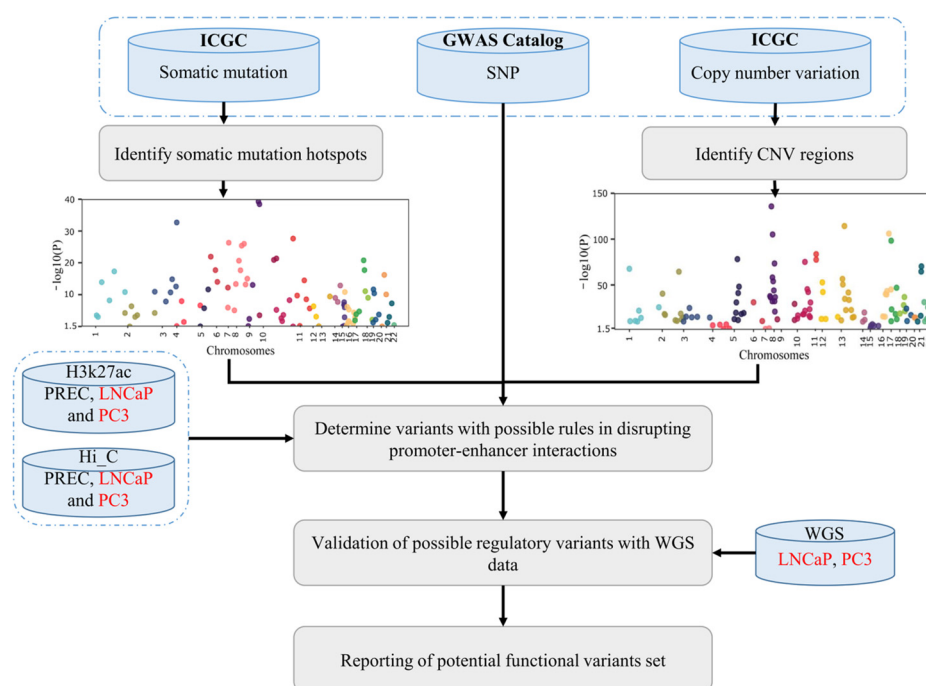 ICGC
Somatic mutation
GWAS Catalog
SNP
ICGC
Copy number variation
Identify somatic mutation hotspots
Identify CNV regions
40
30
20
10
1.5
−log10(P)
1 2 3 4 5 6 7 8 9 10 11 12 13 14 15 16 17 18 19 20 21 22
Chromosomes
150
100
50
1.5
−log10(P)
1 2 3 4 5 6 7 8 9 10 11 12 13 14 15 16 17 18 19 20 21
Chromosomes
H3k27ac
PREC, LNCaP
and PC3
Hi_C
PREC, LNCaP
and PC3
Determine variants with possible rules in disrupting
promoter-enhancer interactions
Validation of possible regulatory variants with WGS
data
WGS
LNCaP, PC3
Reporting of potential functional variants set